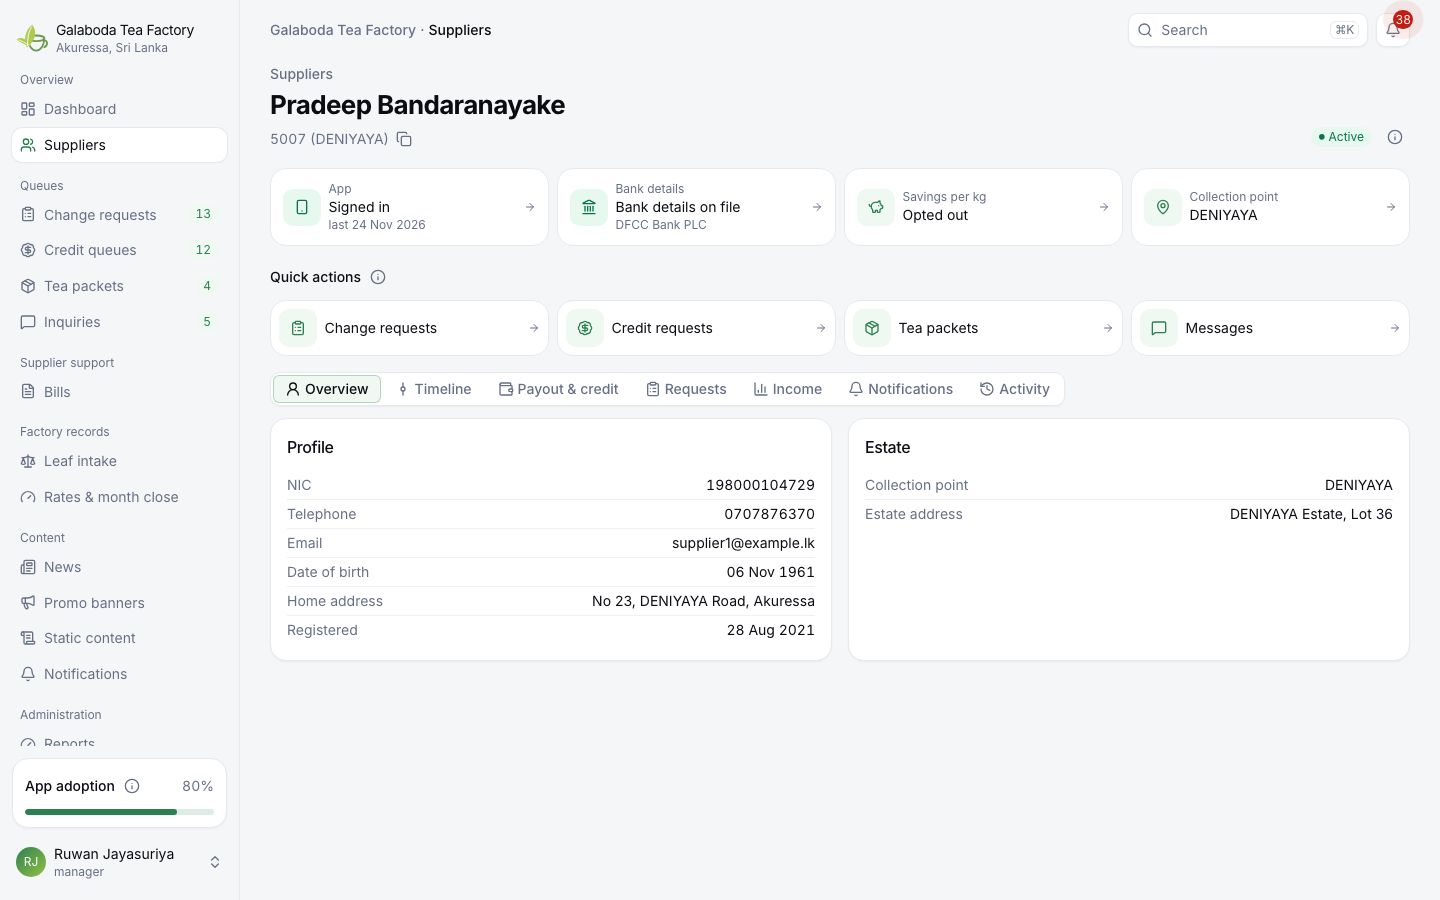 Galaboda Tea Factory
Akuressa, Sri Lanka
Overview
Dashboard
Suppliers
Queues
Change requests 13
Credit queues 12
Tea packets 4
Inquiries 5
Supplier support
Bills
Factory records
Leaf intake
Rates & month close
Content
News
Promo banners
Static content
Notifications
Administration
Reports
App adoption 80%
RJ
Ruwan Jayasuriya
manager
Galaboda Tea Factory · Suppliers
Search ⌘K
38
Suppliers
Pradeep Bandaranayake
5007 (DENIYAYA)
Active
App
Signed in
last 24 Nov 2026
Bank details
Bank details on file
DFCC Bank PLC
Savings per kg
Opted out
Collection point
DENIYAYA
Quick actions
Change requests
Credit requests
Tea packets
Messages
Overview
Timeline
Payout & credit
Requests
Income
Notifications
Activity
Profile
NIC 198000104729
Telephone 0707876370
Email supplier1@example.lk
Date of birth 06 Nov 1961
Home address No 23, DENIYAYA Road, Akuressa
Registered 28 Aug 2021
Estate
Collection point DENIYAYA
Estate address DENIYAYA Estate, Lot 36